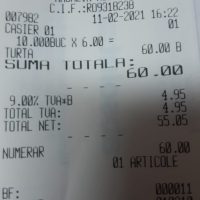 C.I.F.:RO9318238
007982 11-02-2021 16:22
CASIER 01 01
10.000BUC X 6.00 =
TURTA 60.00 B
SUMA TOTALA:
60.00
9.00% TVA*B 4.95
TOTAL TVA: 4.95
TOTAL NET: 55.05
NUMERAR 60.00
01 ARTICOLE
BF: 000011